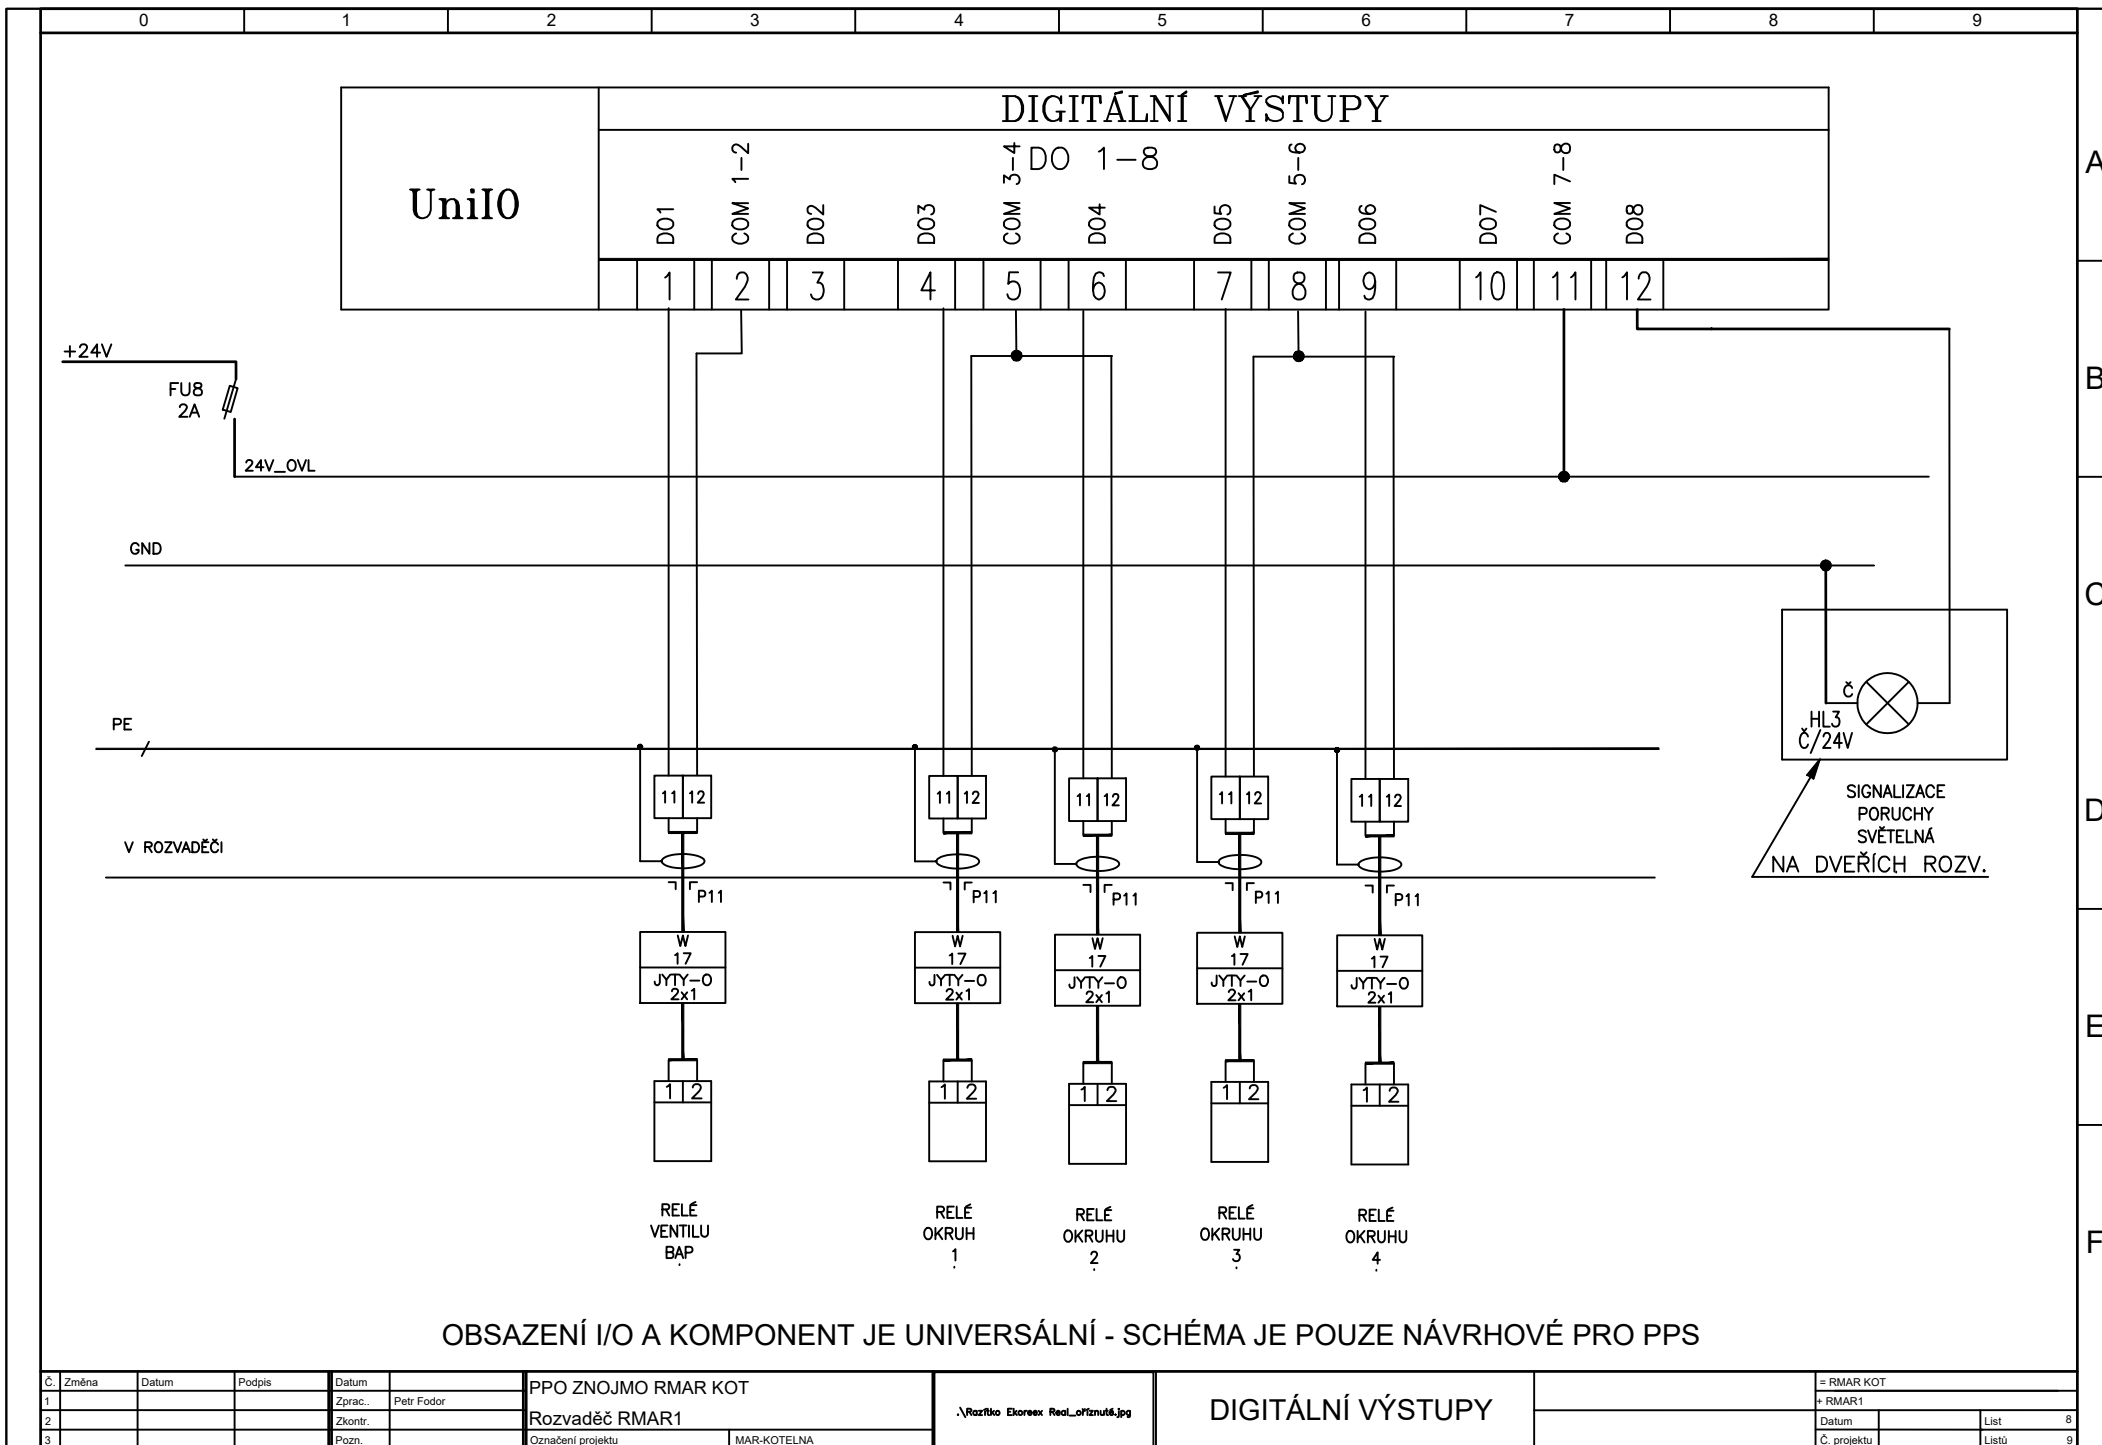 0 1 2 3 4 5 6 7 8 9
DIGITÁLNÍ VÝSTUPY
DO 1-8
UniIO
DO1 COM 1-2 DO2 DO3 COM 3-4 DO4 DO5 COM 5-6 DO6 DO7 COM 7-8 DO8
1 2 3 4 5 6 7 8 9 10 11 12
A
B
C
D
E
F
+24V
FU8
2A
24V_OVL
GND
PE
V ROZVADĚČI
Č
HL3
Č/24V
SIGNALIZACE
PORUCHY
SVĚTELNÁ
NA DVEŘÍCH ROZV.
11 12 11 12 11 12 11 12 11 12
P11 P11 P11 P11 P11
W W W W W
17 17 17 17 17
JYTY-O JYTY-O JYTY-O JYTY-O JYTY-O
2x1 2x1 2x1 2x1 2x1
1 2 1 2 1 2 1 2 1 2
RELÉ
VENTILU
BAP
RELÉ
OKRUH
1
RELÉ
OKRUHU
2
RELÉ
OKRUHU
3
RELÉ
OKRUHU
4
OBSAZENÍ I/O A KOMPONENT JE UNIVERSÁLNÍ - SCHÉMA JE POUZE NÁVRHOVÉ PRO PPS
Č. Změna Datum Podpis
1
2
3
Datum
Zprac.. Petr Fodor
Zkontr.
Pozn.
PPO ZNOJMO RMAR KOT
Rozvaděč RMAR1
Označení projektu MAR-KOTELNA
.\Razítko Ekoreex Real_oříznuté.jpg
DIGITÁLNÍ VÝSTUPY
= RMAR KOT
+ RMAR1
Datum List 8
Č. projektu Listů 9